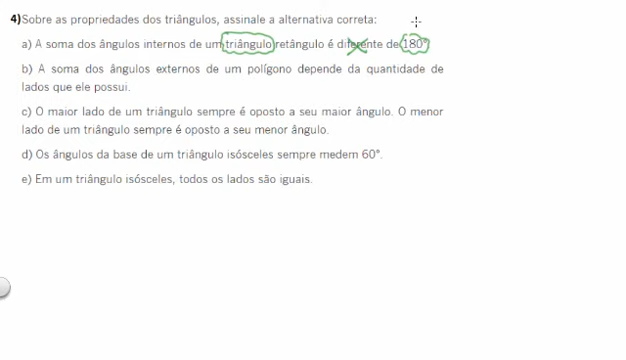 4) Sobre as propriedades dos triângulos, assinale a alternativa correta:
a) A soma dos ângulos internos de um triângulo retângulo é diferente de 180°.
b) A soma dos ângulos externos de um polígono depende da quantidade de
lados que ele possui.
c) O maior lado de um triângulo sempre é oposto a seu maior ângulo. O menor
lado de um triângulo sempre é oposto a seu menor ângulo.
d) Os ângulos da base de um triângulo isósceles sempre medem 60°.
e) Em um triângulo isósceles, todos os lados são iguais.